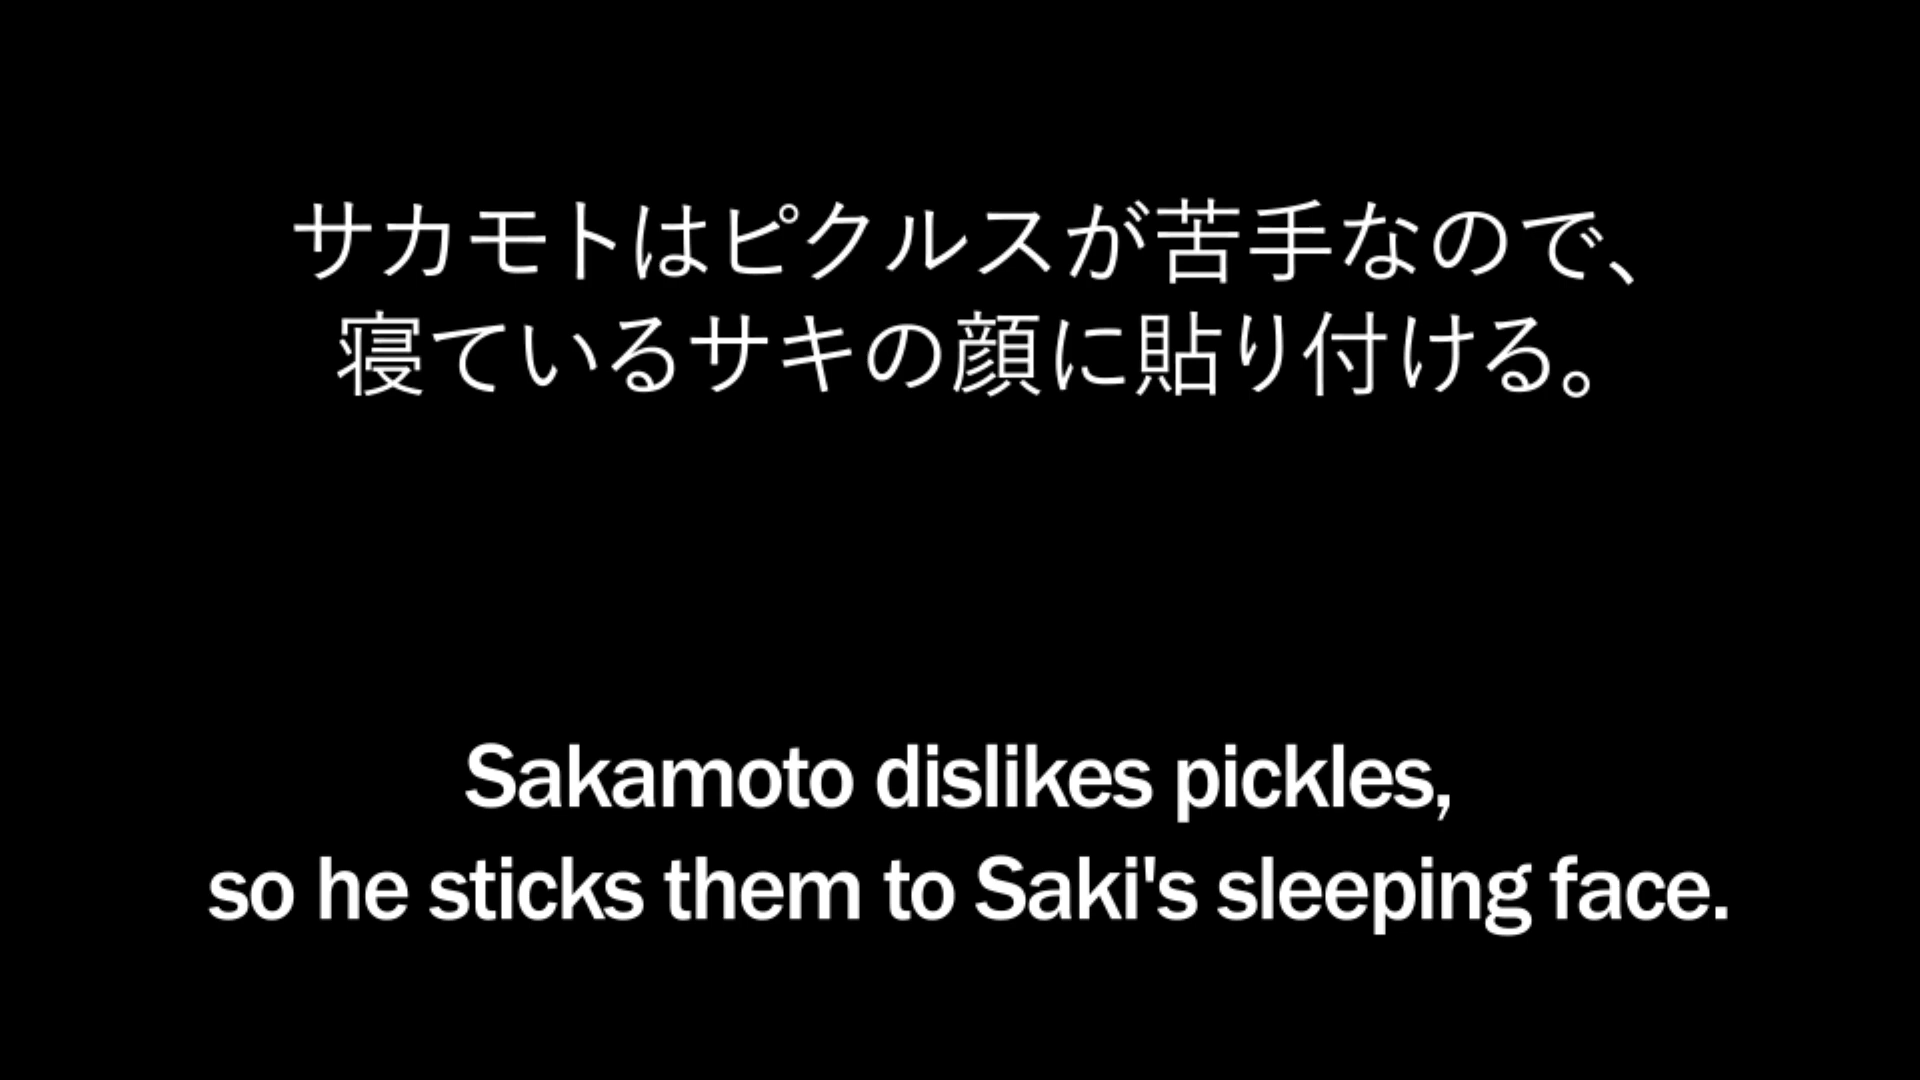 サカモトはピクルスが苦手なので、
寝ているサキの顔に貼り付ける。
Sakamoto dislikes pickles,
so he sticks them to Saki's sleeping face.